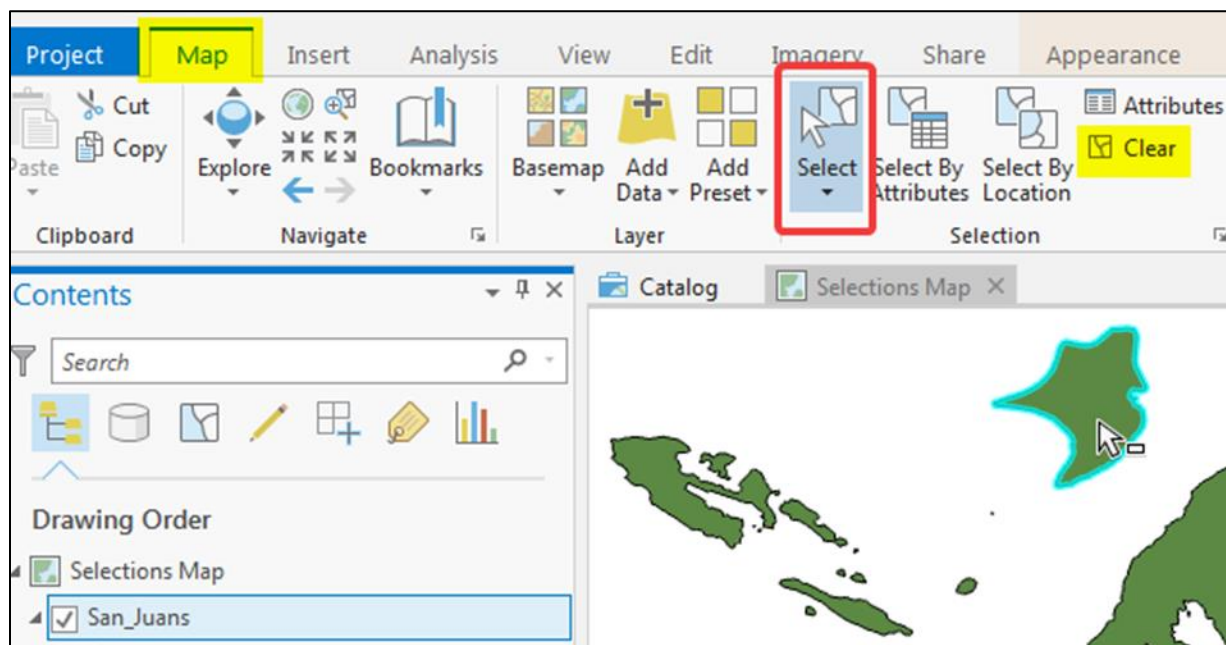 Project Map Insert Analysis View Edit Imagery Share Appearance
Cut
Copy
Paste
Explore
Bookmarks
Basemap
Add
Data
Add
Preset
Select
Select By
Attributes
Select By
Location
Attributes
Clear
Clipboard Navigate Layer Selection
Contents
Search
Drawing Order
Selections Map
San_Juans
Catalog Selections Map